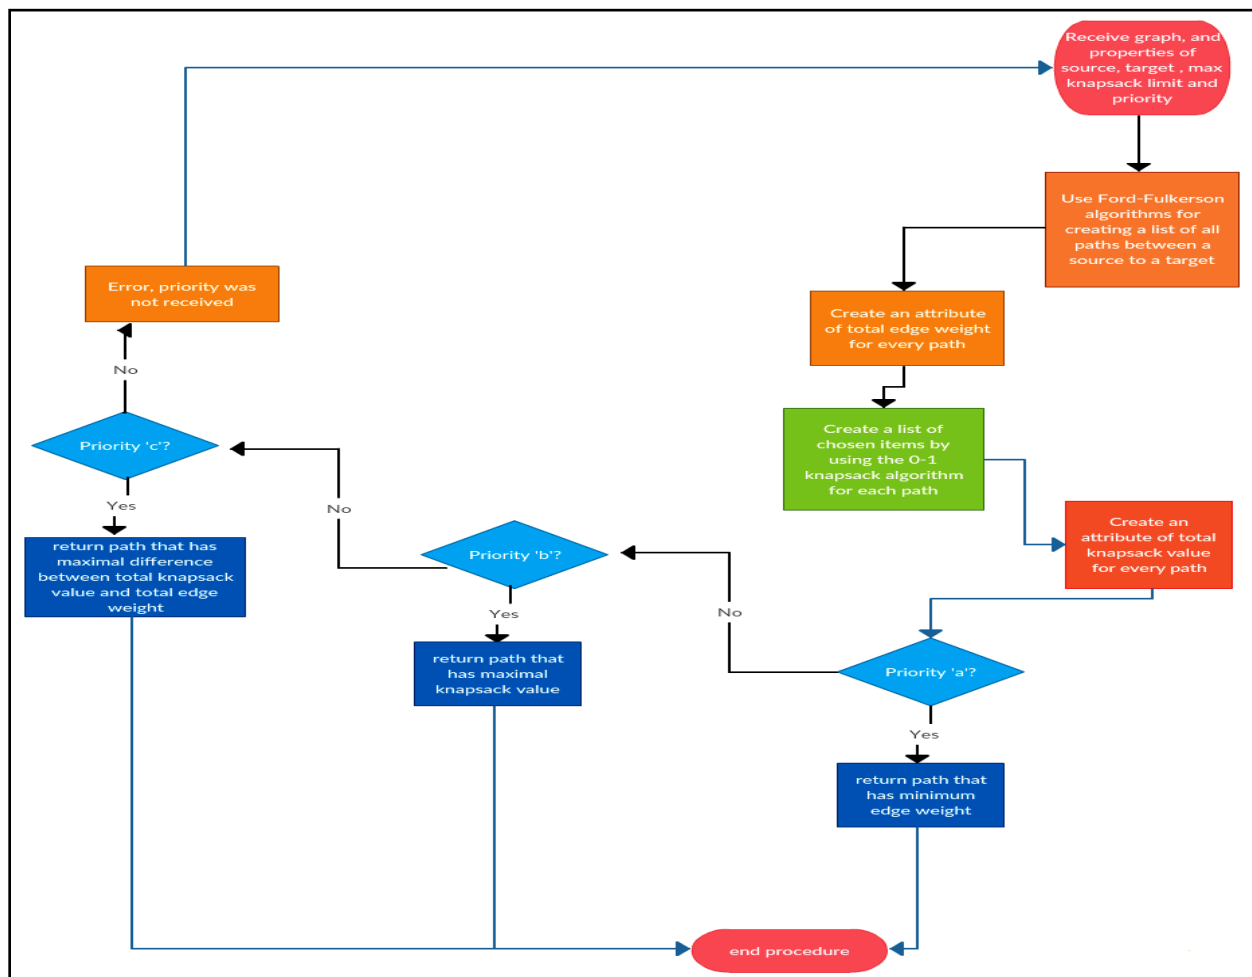 Receive graph, and
properties of
source, target , max
knapsack limit and
priority
Use Ford-Fulkerson
algorithms for
creating a list of all
paths between a
source to a target
Create an attribute
of total edge weight
for every path
Create a list of
chosen items by
using the 0-1
knapsack algorithm
for each path
Create an
attribute of total
knapsack value
for every path
Priority 'a'?
Yes
return path that
has minimum
edge weight
No
Priority 'b'?
Yes
return path that
has maximal
knapsack value
No
Priority 'c'?
Yes
return path that has
maximal difference
between total knapsack
value and total edge
weight
No
Error, priority was
not received
end procedure